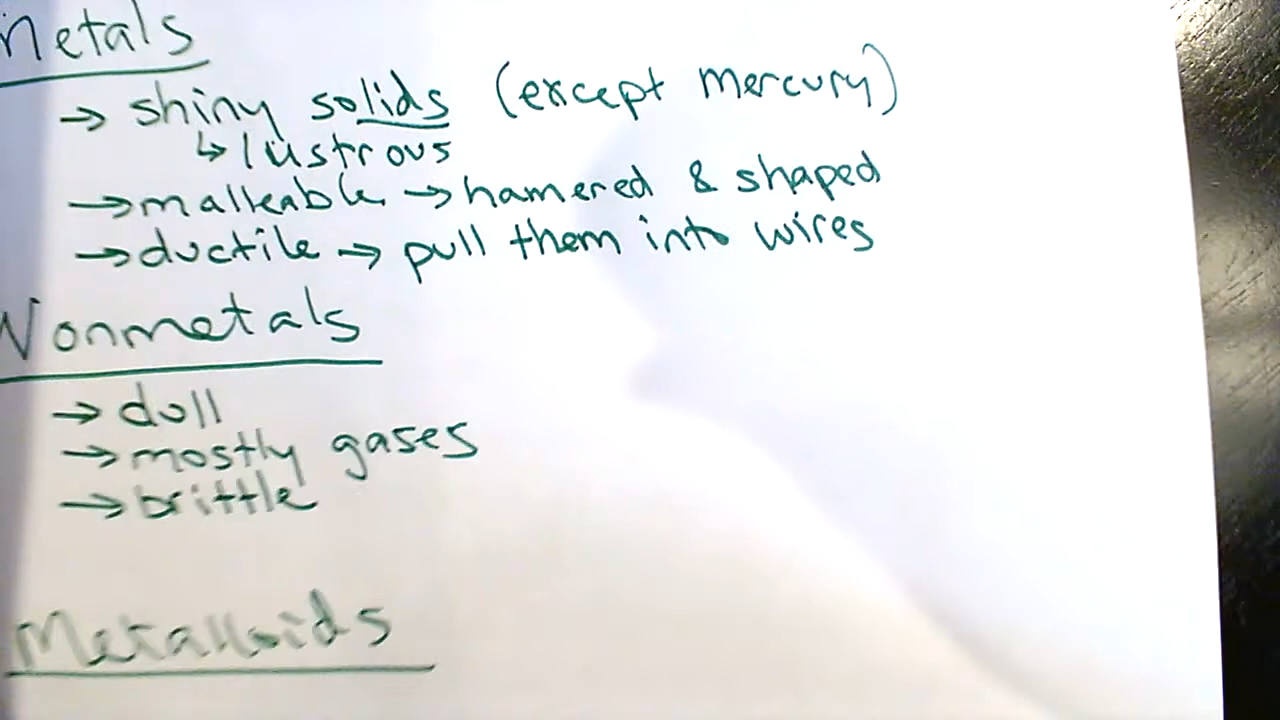 Metals
→ shiny solids (except mercury)
↳ lustrous
→ malleable → hamered & shaped
→ ductile → pull them into wires
Nonmetals
→ dull
→ mostly gases
→ brittle
Metalloids